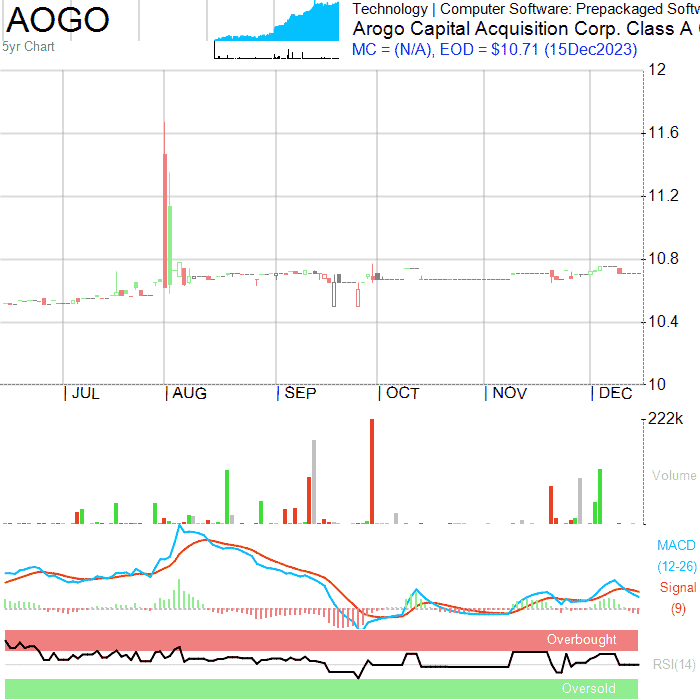 AOGO
5yr Chart
Technology | Computer Software: Prepackaged Softw
Arogo Capital Acquisition Corp. Class A
MC = (N/A), EOD = $10.71 (15Dec2023)
12
11.6
11.2
10.8
10.4
10
| JUL | AUG | SEP | OCT | NOV | DEC
222k
Volume
MACD
(12-26)
Signal
(9)
Overbought
RSI(14)
Oversold